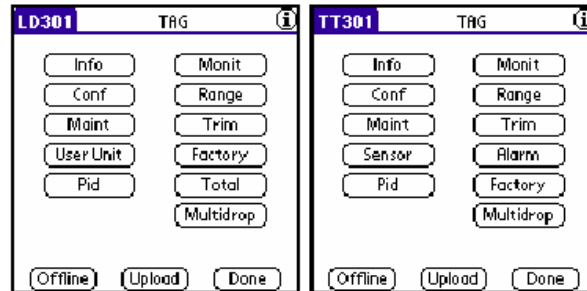 LD301 TAG i
Info Monit
Conf Range
Maint Trim
User Unit Factory
Pid Total
Multidrop
Offline Upload Done
TT301 TAG i
Info Monit
Conf Range
Maint Trim
Sensor Alarm
Pid Factory
Multidrop
Offline Upload Done